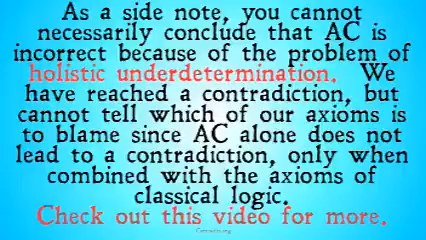 As a side note, you cannot
necessarily conclude that AC is
incorrect because of the problem of
holistic underdetermination. We
have reached a contradiction, but
cannot tell which of our axioms is
to blame since AC alone does not
lead to a contradiction, only when
combined with the axioms of
classical logic.
Check out this video for more.